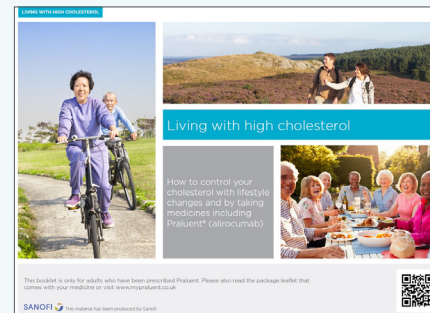 LIVING WITH HIGH CHOLESTEROL
Living with high cholesterol
How to control your
cholesterol with lifestyle
changes and by taking
medicines including
Praluent® (alirocumab)
This booklet is only for adults who have been prescribed Praluent. Please also read the package leaflet that
comes with your medicine or visit www.mypraluent.co.uk
SANOFI This material has been produced by Sanofi